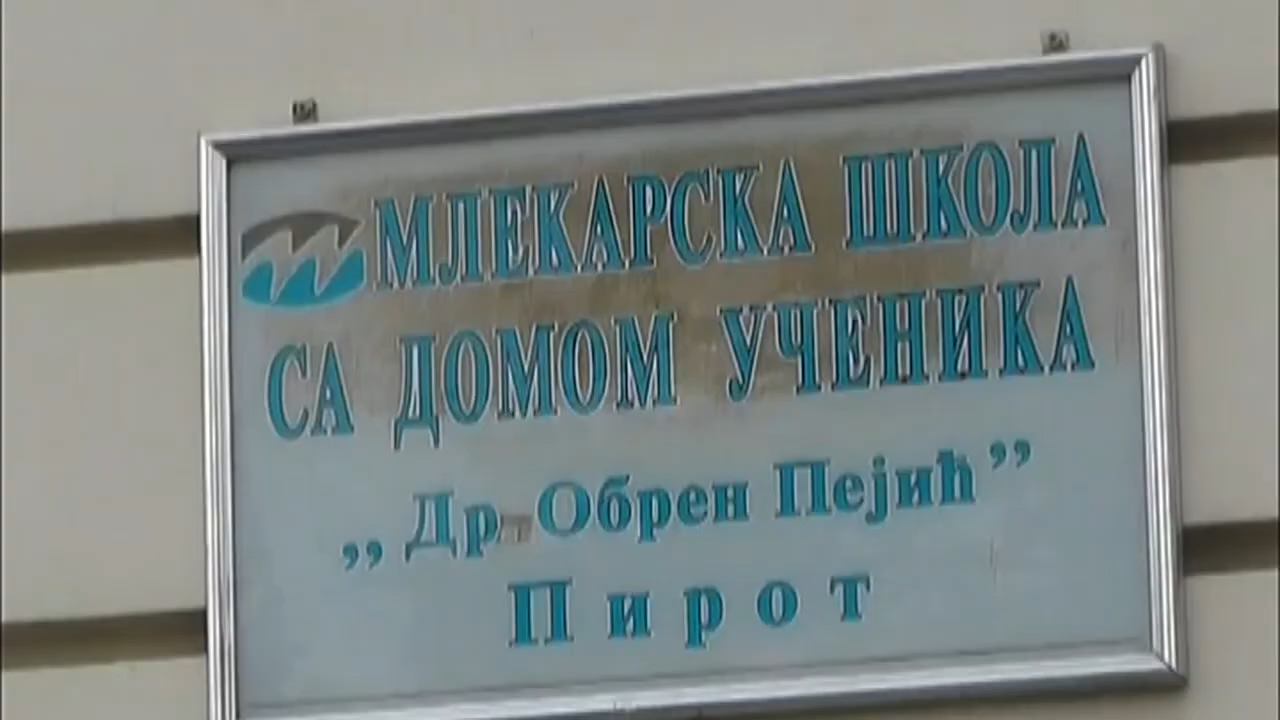 МЛЕКАРСКА ШКОЛА
СА ДОМОМ УЧЕНИКА
,, Др Обрен Пејић ”
Пирот